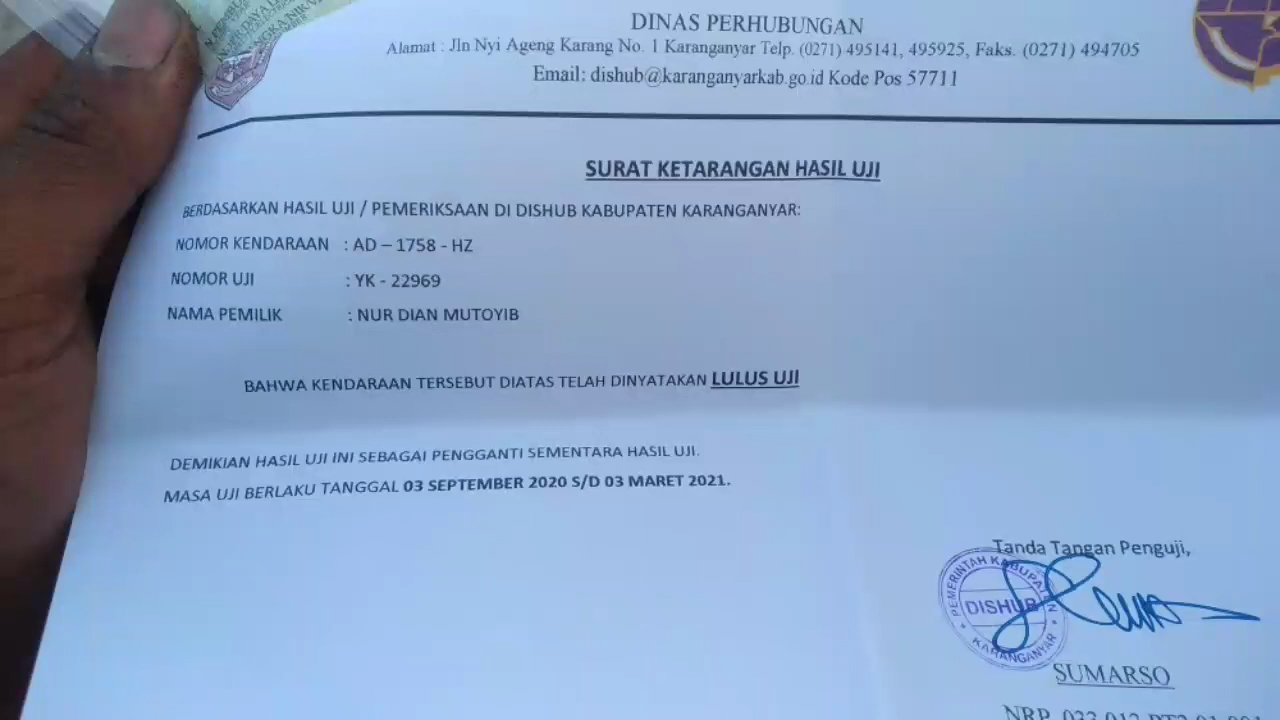 DINAS PERHUBUNGAN
Alamat : Jln Nyi Ageng Karang No. 1 Karanganyar Telp. (0271) 495141, 495925, Faks. (0271) 494705
Email: dishub@karanganyarkab.go.id Kode Pos 57711
SURAT KETARANGAN HASIL UJI
BERDASARKAN HASIL UJI / PEMERIKSAAN DI DISHUB KABUPATEN KARANGANYAR:
NOMOR KENDARAAN : AD – 1758 - HZ
NOMOR UJI : YK - 22969
NAMA PEMILIK : NUR DIAN MUTOYIB
BAHWA KENDARAAN TERSEBUT DIATAS TELAH DINYATAKAN LULUS UJI
DEMIKIAN HASIL UJI INI SEBAGAI PENGGANTI SEMENTARA HASIL UJI.
MASA UJI BERLAKU TANGGAL 03 SEPTEMBER 2020 S/D 03 MARET 2021.
Tanda Tangan Penguji,
PEMERINTAH KABUPATEN
DISHUB
KARANGANYAR
SUMARSO